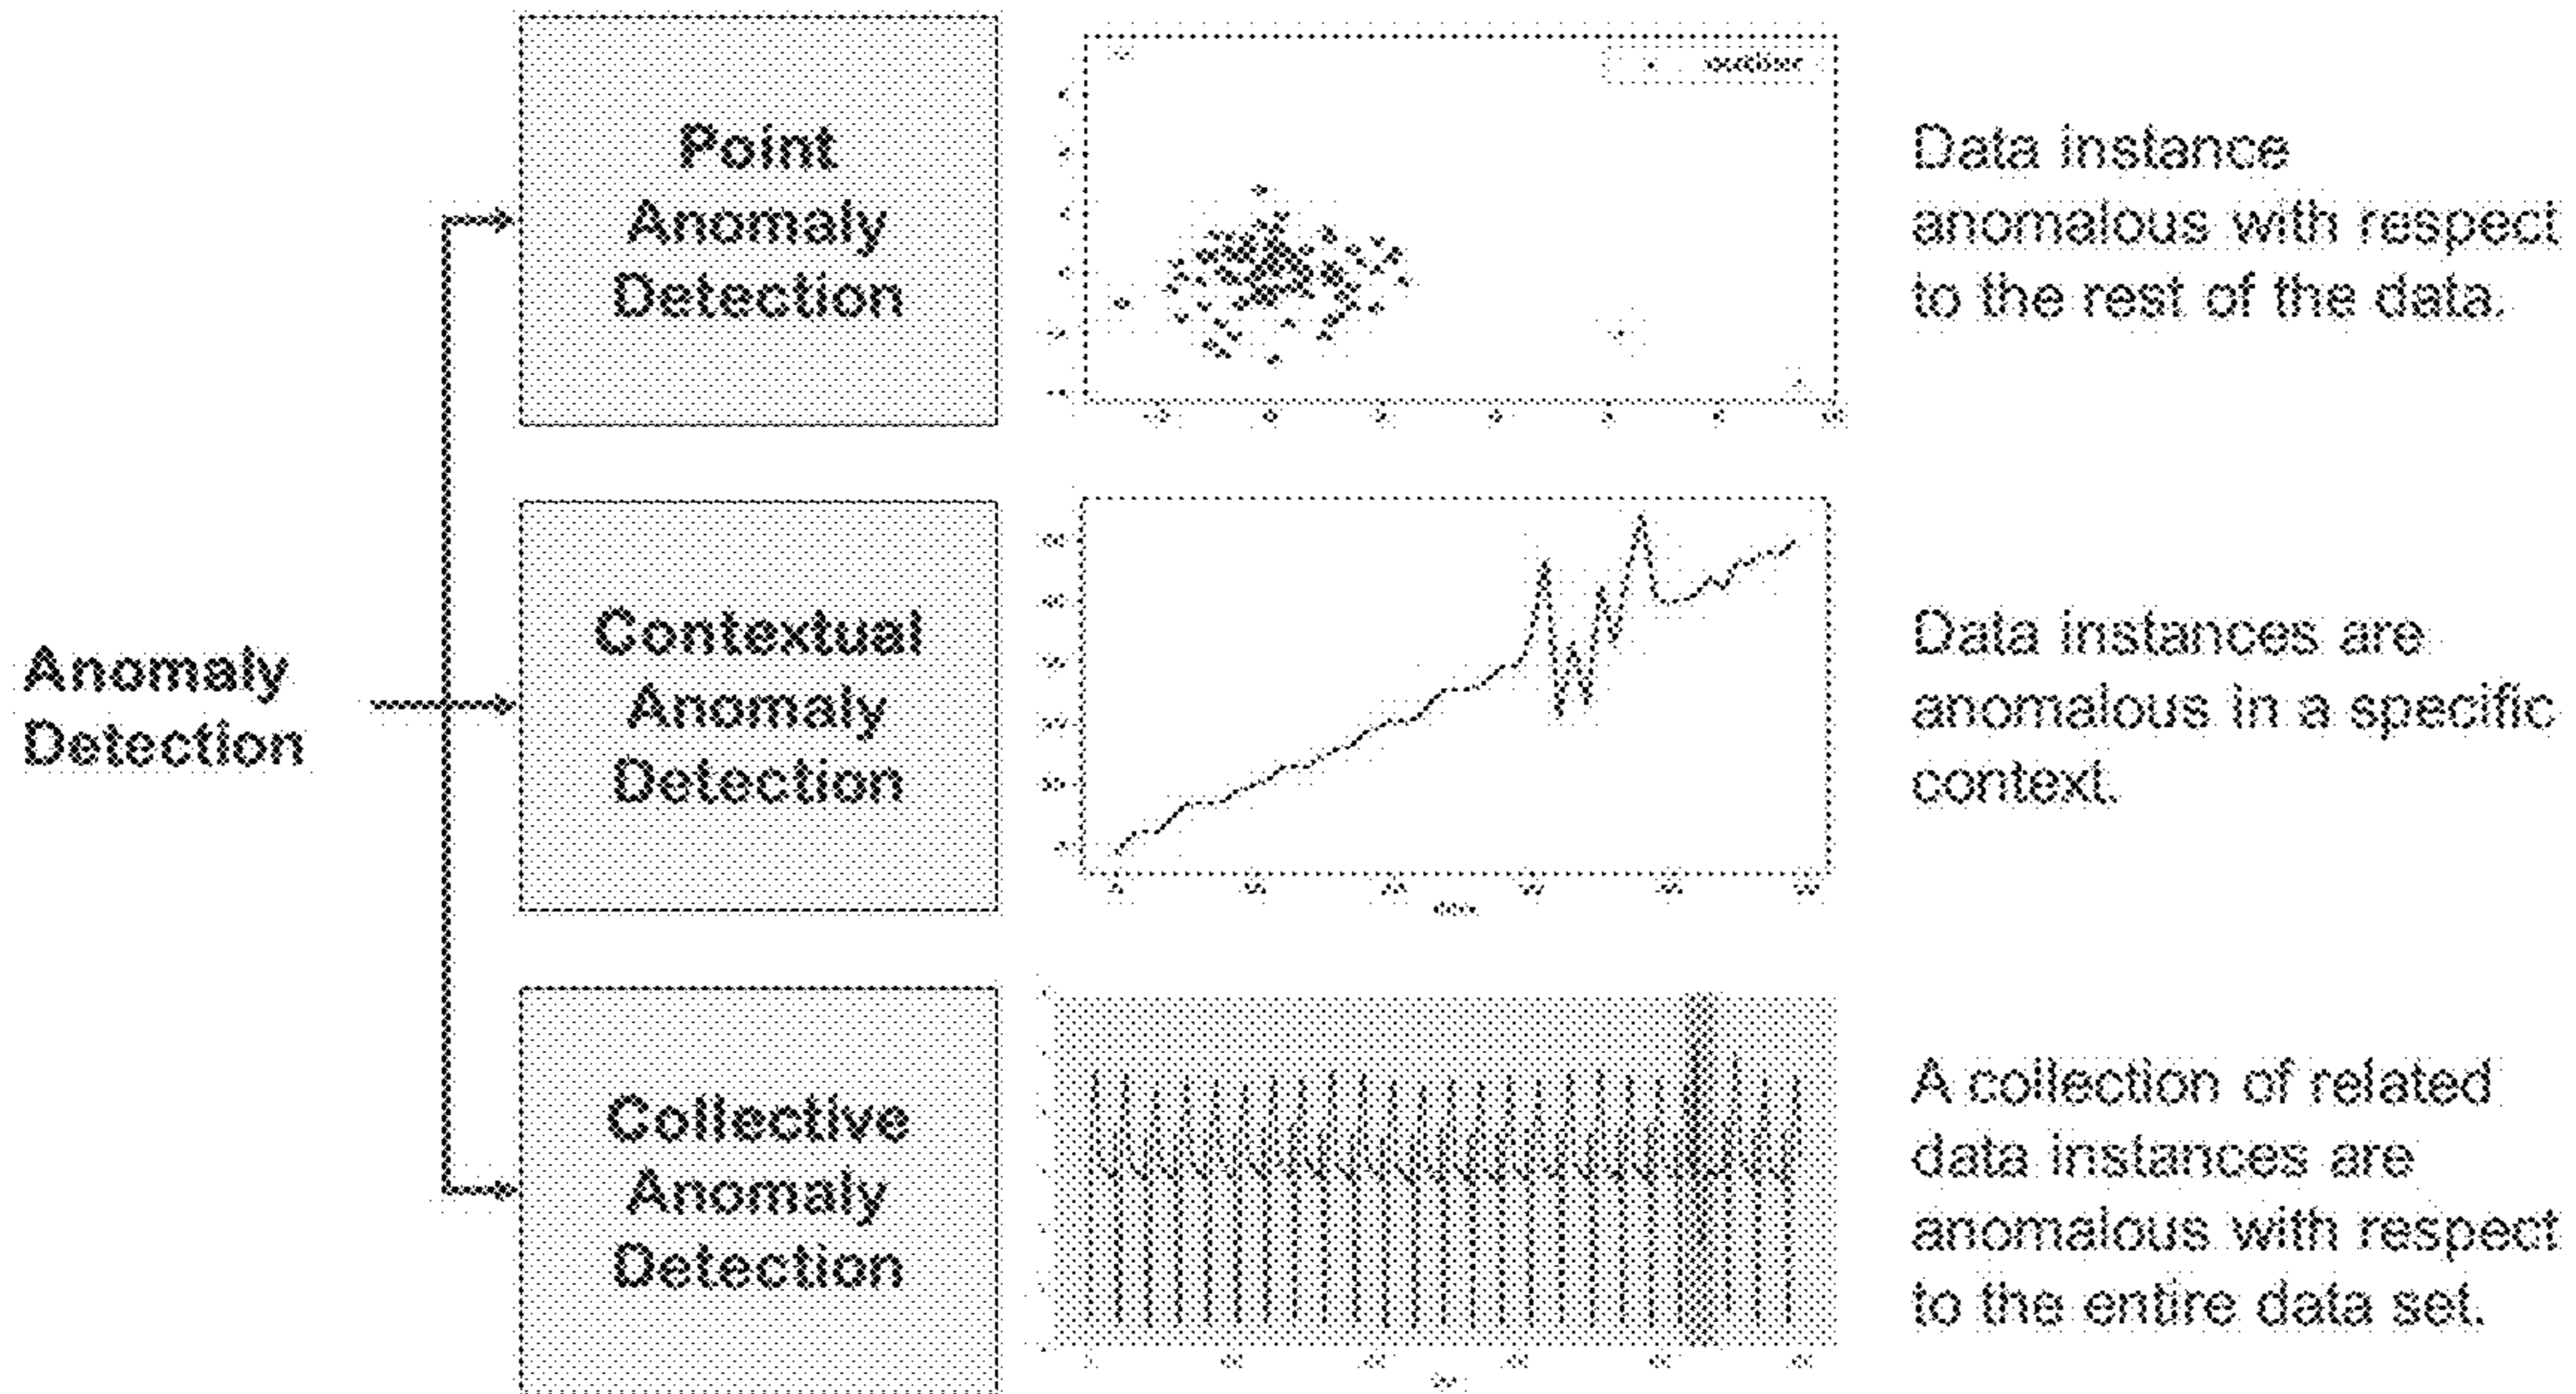 Anomaly
Detection
Point
Anomaly
Detection
outlier
Data instance
anomalous with respect
to the rest of the data.
Contextual
Anomaly
Detection
Data instances are
anomalous in a specific
context.
Collective
Anomaly
Detection
A collection of related
data instances are
anomalous with respect
to the entire data set.